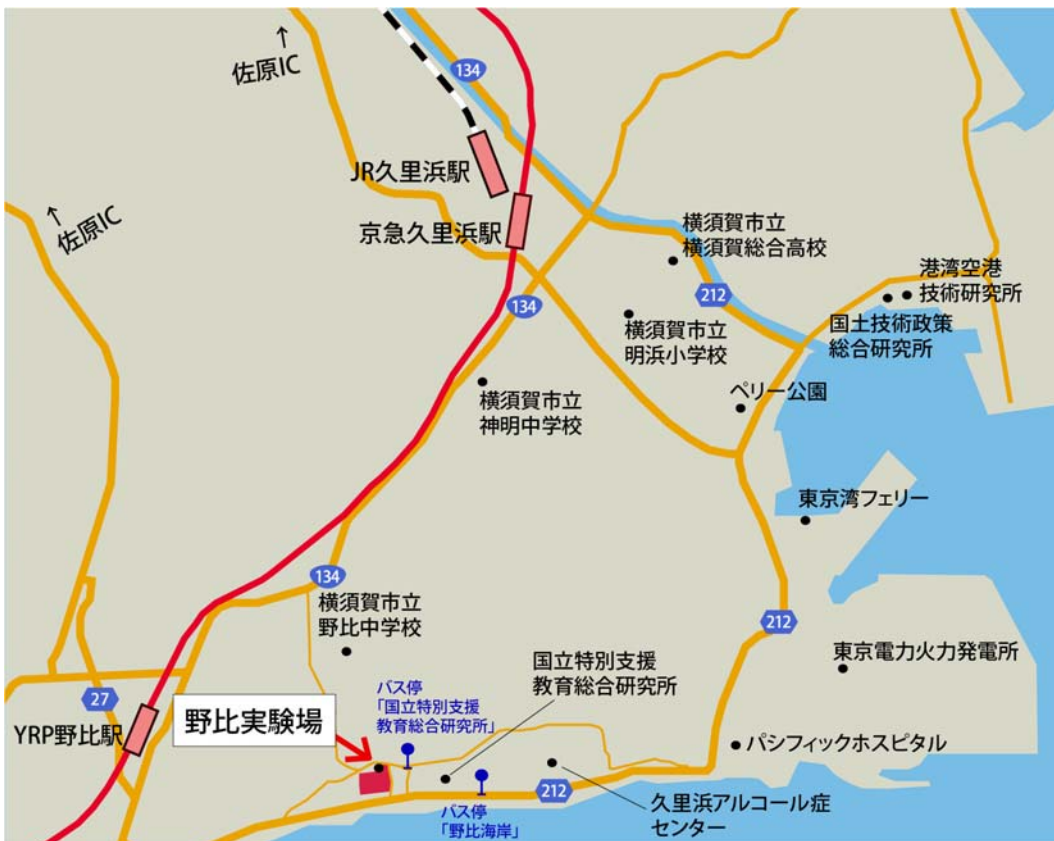 ↑
佐原IC
134
JR久里浜駅
↑
佐原IC
京急久里浜駅
横須賀市立
横須賀総合高校
港湾空港
技術研究所
212
134
横須賀市立
明浜小学校
国土技術政策
総合研究所
横須賀市立
神明中学校
ペリー公園
東京湾フェリー
134
横須賀市立
野比中学校
212
国立特別支援
教育総合研究所
東京電力火力発電所
27
YRP野比駅
野比実験場
バス停
「国立特別支援
教育総合研究所」
パシフィックホスピタル
212
久里浜アルコール症
センター
バス停
「野比海岸」